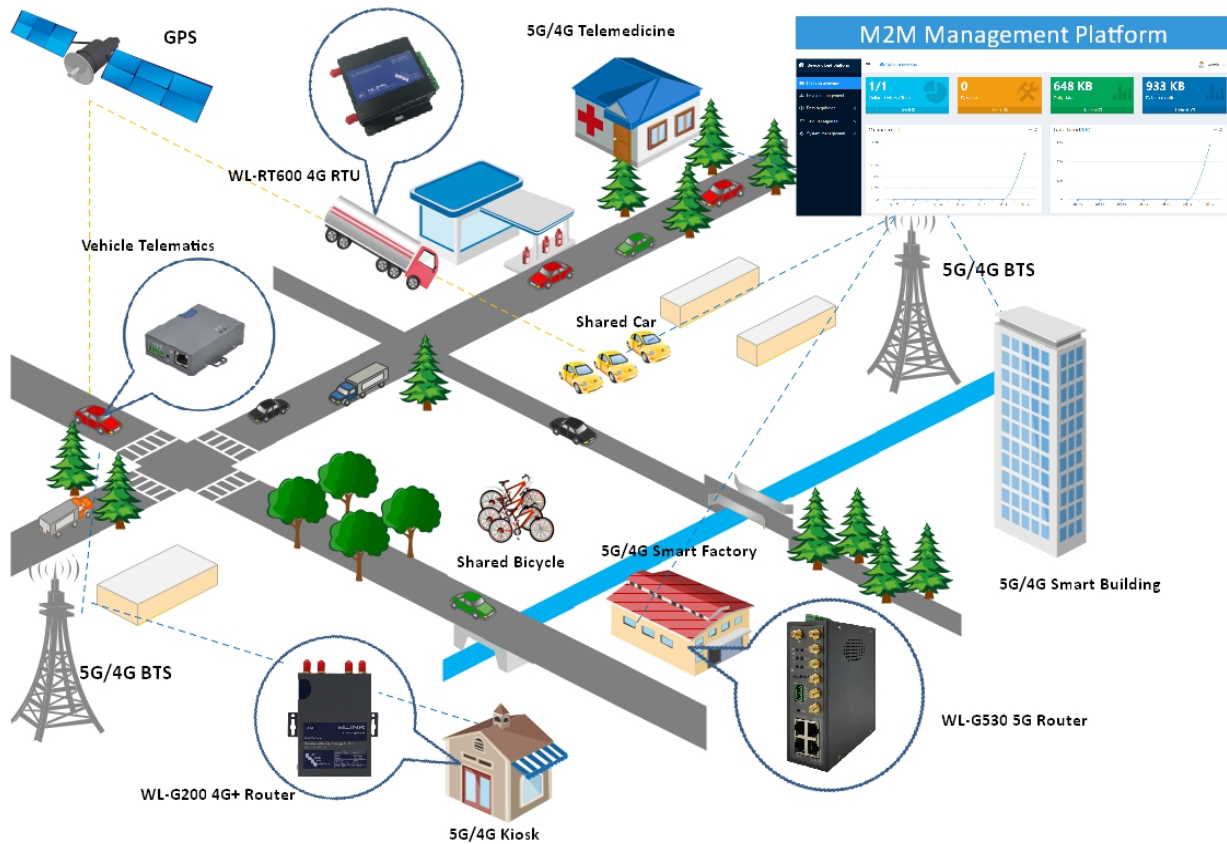 GPS
5G/4G Telemedicine
M2M Management Platform
1/1
0
648 KB
933 KB
WL-RT600 4G RTU
Vehicle Telematics
5G/4G BTS
Shared Car
Shared Bicycle
5G/4G Smart Factory
5G/4G Smart Building
5G/4G BTS
WL-G530 5G Router
WL-G200 4G+ Router
5G/4G Kiosk